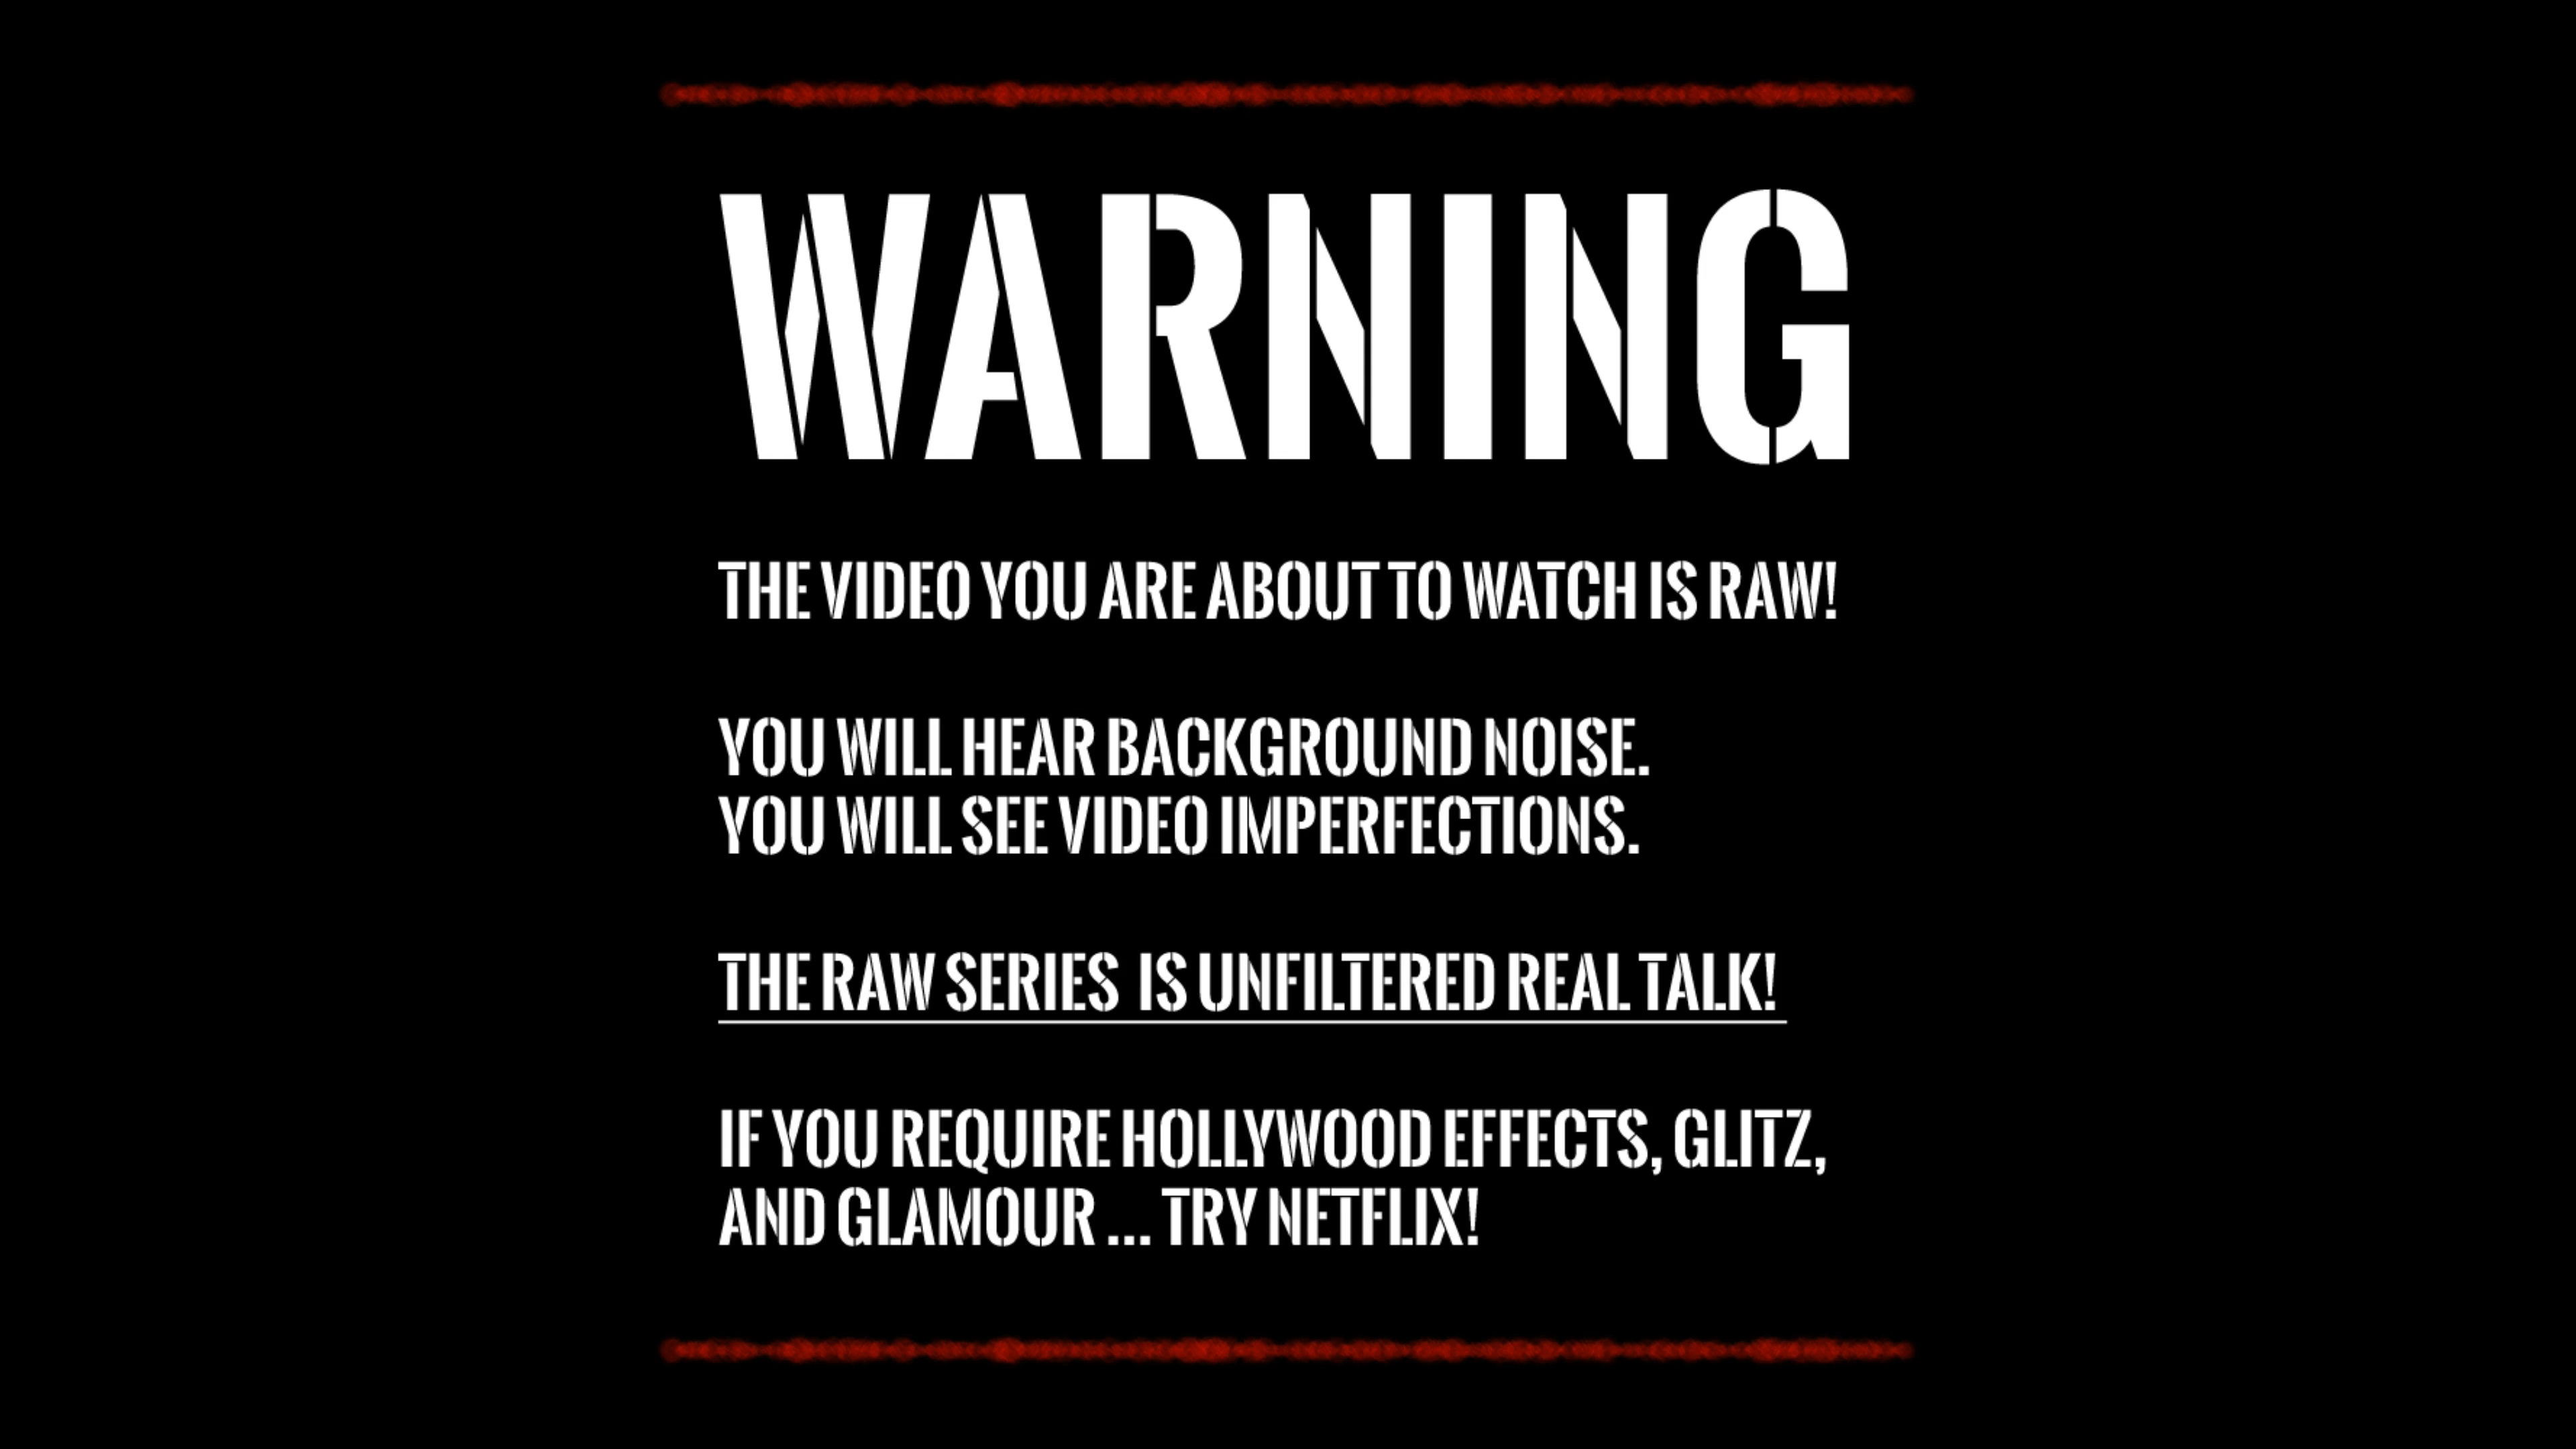 WARNING
THE VIDEO YOU ARE ABOUT TO WATCH IS RAW!
YOU WILL HEAR BACKGROUND NOISE.
YOU WILL SEE VIDEO IMPERFECTIONS.
THE RAW SERIES IS UNFILTERED REAL TALK!
IF YOU REQUIRE HOLLYWOOD EFFECTS, GLITZ,
AND GLAMOUR ... TRY NETFLIX!